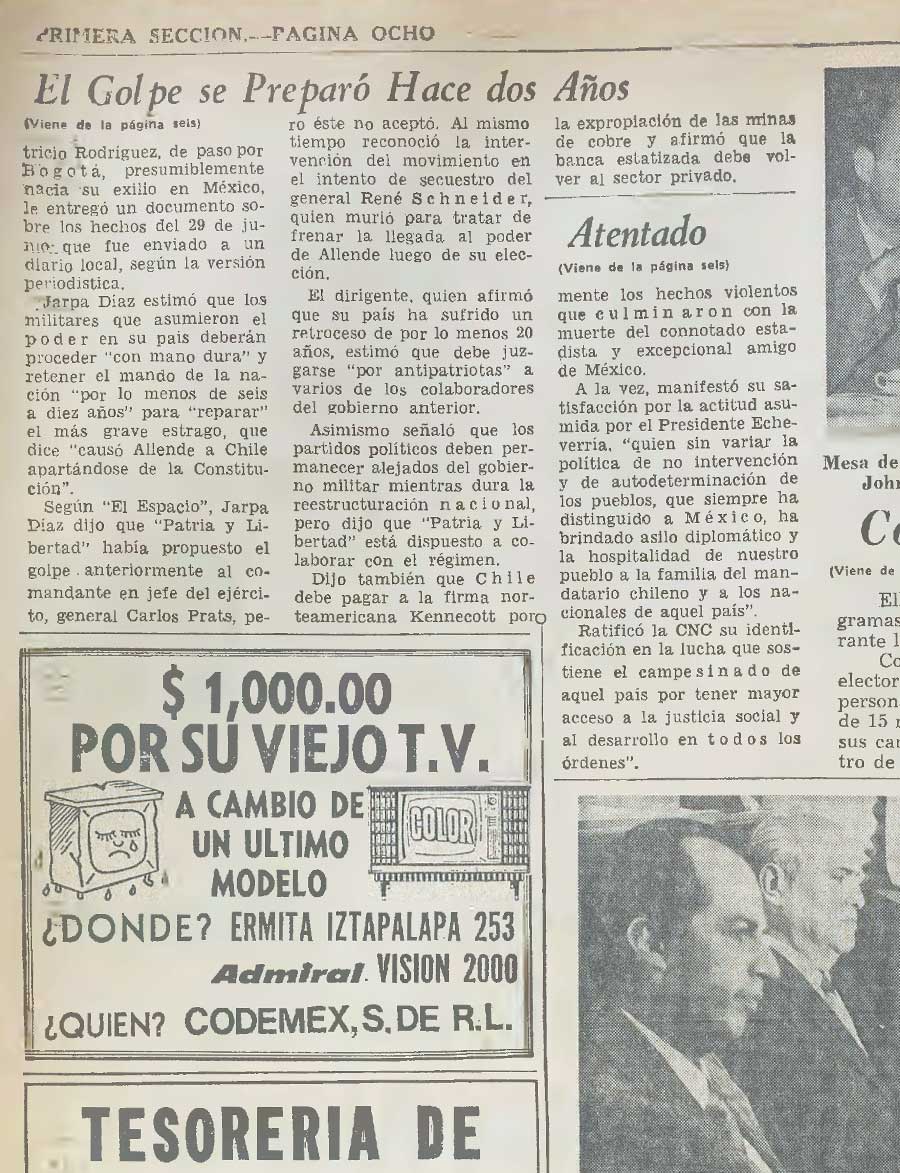 PRIMERA SECCION.--PAGINA OCHO
El Golpe se Preparó Hace dos Años
(Viene de la página seis)
tricio Rodríguez, de paso por
Bogotá, presumiblemente
hacia su exilio en México,
le entregó un documento so-
bre los hechos del 29 de ju-
nio, que fue enviado a un
diario local, según la versión
periodística.
Jarpa Díaz estimó que los
militares que asumieron el
poder en su país deberán
proceder "con mano dura" y
retener el mando de la na-
ción "por lo menos de seis
a diez años" para "reparar"
el más grave estrago, que
dice "causó Allende a Chile
apartándose de la Constitu-
ción".
Según "El Espacio", Jarpa
Díaz dijo que "Patria y Li-
bertad" había propuesto el
golpe anteriormente al co-
mandante en jefe del ejérci-
to, general Carlos Prats, pe-
ro éste no aceptó. Al mismo
tiempo reconoció la inter-
vención del movimiento en
el intento de secuestro del
general René Schneider,
quien murió para tratar de
frenar la llegada al poder
de Allende luego de su elec-
ción.
El dirigente, quien afirmó
que su país ha sufrido un
retroceso de por lo menos 20
años, estimó que debe juz-
garse "por antipatriotas" a
varios de los colaboradores
del gobierno anterior.
Asimismo señaló que los
partidos políticos deben per-
manecer alejados del gobier-
no militar mientras dura la
reestructuración nacional,
pero dijo que "Patria y Li-
bertad" está dispuesto a co-
laborar con el régimen.
Dijo también que Chile
debe pagar a la firma nor-
teamericana Kennecott por
la expropiación de las minas
de cobre y afirmó que la
banca estatizada debe vol-
ver al sector privado.
Atentado
(Viene de la página seis)
mente los hechos violentos
que culminaron con la
muerte del connotado esta-
dista y excepcional amigo
de México.
A la vez, manifestó su sa-
tisfacción por la actitud asu-
mida por el Presidente Eche-
verría, "quien sin variar la
política de no intervención
y de autodeterminación de
los pueblos, que siempre ha
distinguido a México, ha
brindado asilo diplomático y
la hospitalidad de nuestro
pueblo a la familia del man-
datario chileno y a los na-
cionales de aquel país".
Ratificó la CNC su identi-
ficación en la lucha que sos-
tiene el campesinado de
aquel país por tener mayor
acceso a la justicia social y
al desarrollo en todos los
órdenes".
Mesa de
John
Co
(Viene de
El
gramas
rante l
Co
elector
person
de 15 
sus ca
tro de
$ 1,000.00
POR SU VIEJO T.V.
A CAMBIO DE
UN ULTIMO
MODELO
COLOR
¿DONDE? ERMITA IZTAPALAPA 253
Admiral. VISION 2000
¿QUIEN? CODEMEX, S. DE R.L.
TESORERIA DE